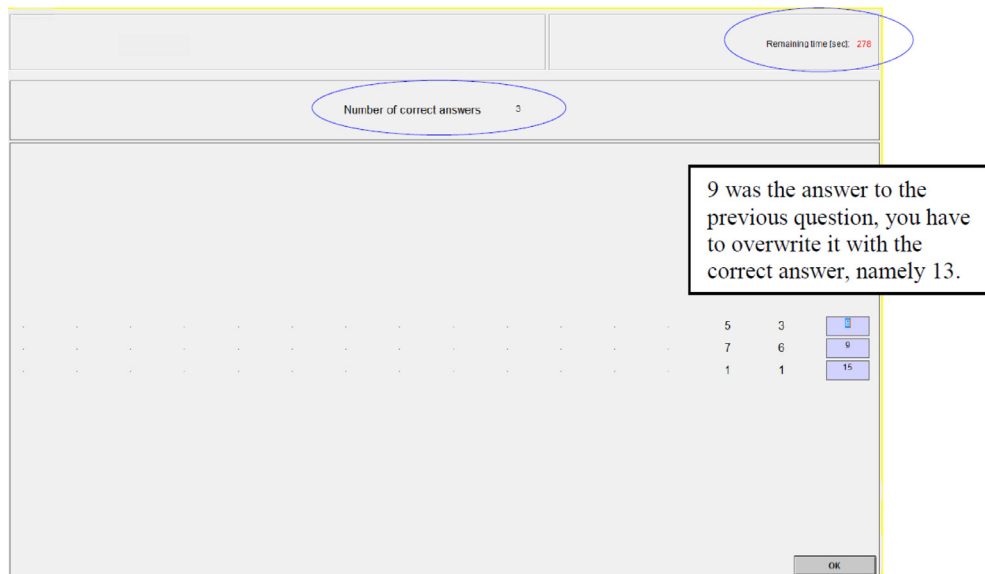 Remaining time [sec]: 278
Number of correct answers 3
9 was the answer to the
previous question, you have
to overwrite it with the
correct answer, namely 13.
5 3
7 6 9
1 1 15
OK